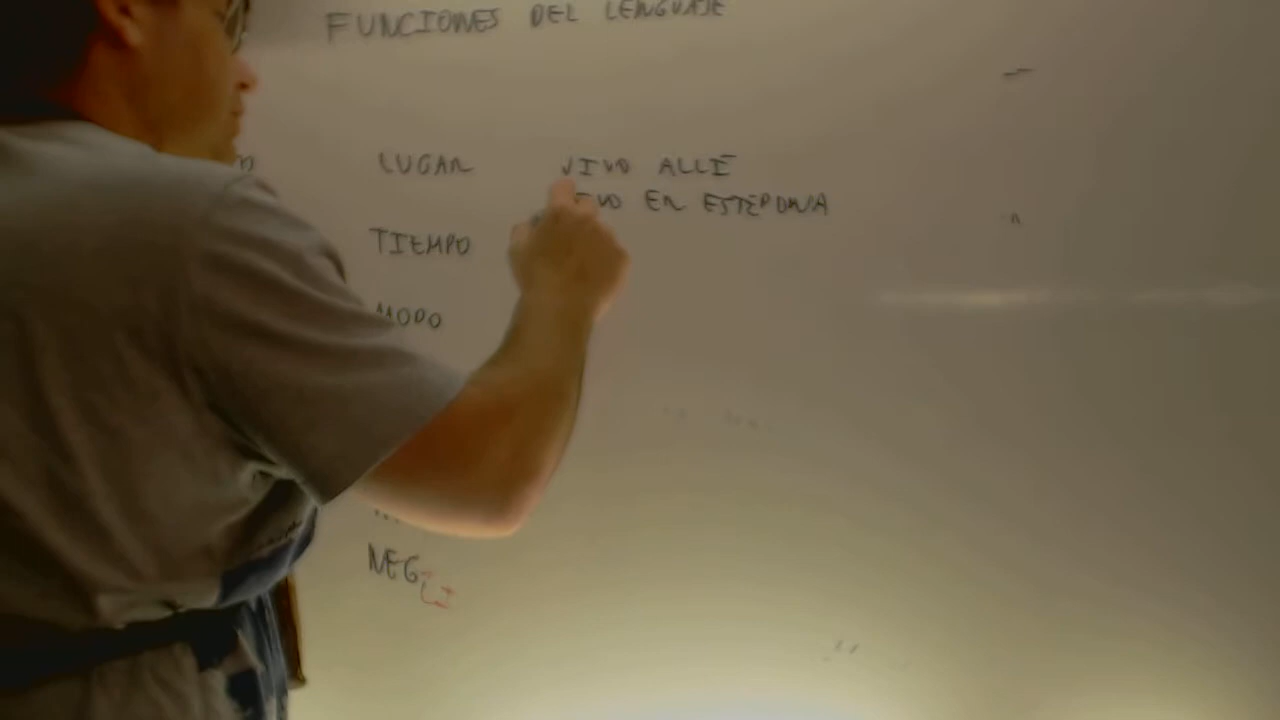 FUNCIONES DEL LENGUAJE
LUGAR VIVO ALLÍ
EN ESTEPONA
TIEMPO
MODO
NEG